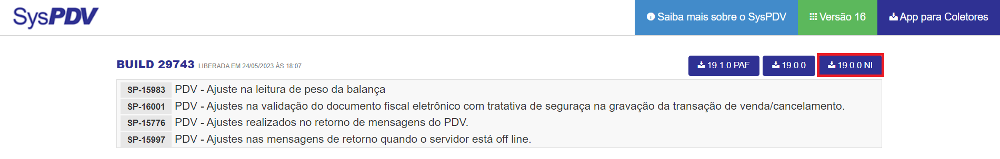 SysPDV
Saiba mais sobre o SysPDV
Versão 16
App para Coletores
BUILD 29743 LIBERADA EM 24/05/2023 ÀS 18:07
19.1.0 PAF
19.0.0
19.0.0 NI
SP-15983 PDV - Ajuste na leitura de peso da balança
SP-16001 PDV - Ajustes na validação do documento fiscal eletrônico com tratativa de seguraça na gravação da transação de venda/cancelamento.
SP-15776 PDV - Ajustes realizados no retorno de mensagens do PDV.
SP-15997 PDV - Ajustes nas mensagens de retorno quando o servidor está off line.